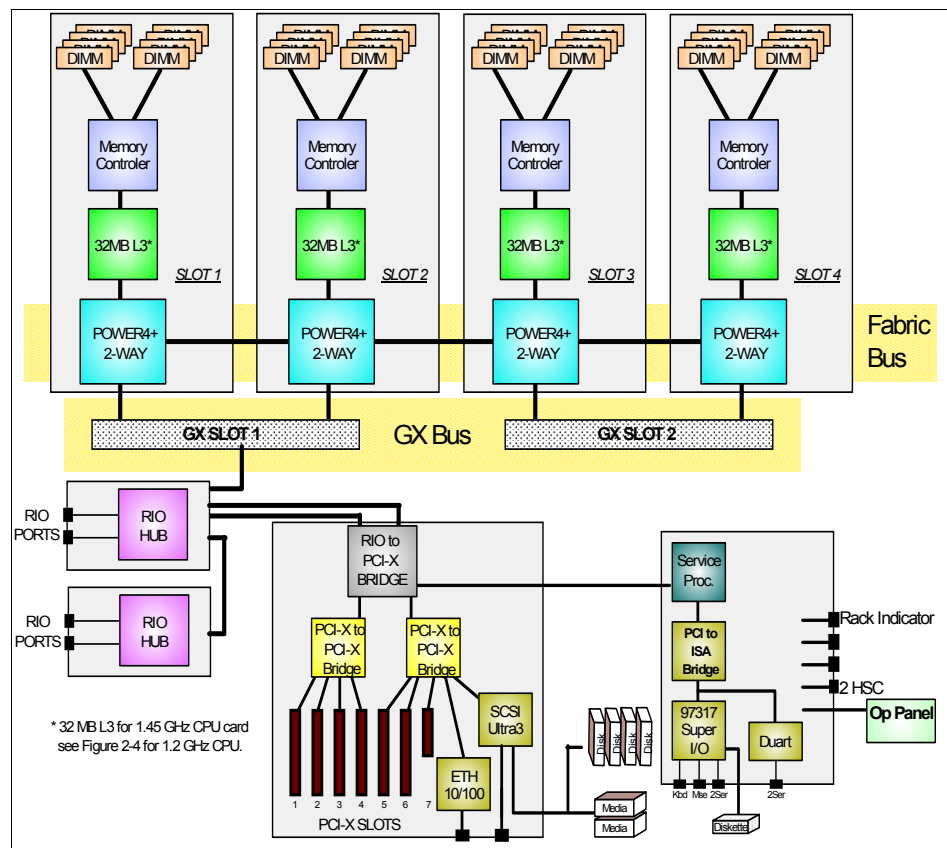 DIMM
DIMM
DIMM
DIMM
DIMM
DIMM
DIMM
DIMM
Memory
Controler
Memory
Controler
Memory
Controler
Memory
Controler
32MB L3*
32MB L3*
32MB L3*
32MB L3*
SLOT 1
SLOT 2
SLOT 3
SLOT 4
POWER4+
2-WAY
POWER4+
2-WAY
POWER4+
2-WAY
POWER4+
2-WAY
Fabric
Bus
GX SLOT 1
GX Bus
GX SLOT 2
RIO
PORTS
RIO
HUB
RIO
PORTS
RIO
HUB
RIO to
PCI-X
BRIDGE
Service
Proc.
PCI-X to
PCI-X
Bridge
PCI-X to
PCI-X
Bridge
PCI to
ISA
Bridge
Rack Indicator
2 HSC
Op Panel
SCSI
Ultra3
97317
Super
I/O
Duart
* 32 MB L3 for 1.45 GHz CPU card
see Figure 2-4 for 1.2 GHz CPU.
Disk
Disk
Disk
Disk
ETH
10/100
1
2
3
4
5
6
7
PCI-X SLOTS
Media
Media
Kbd
Mse
2Ser
2Ser
Diskette